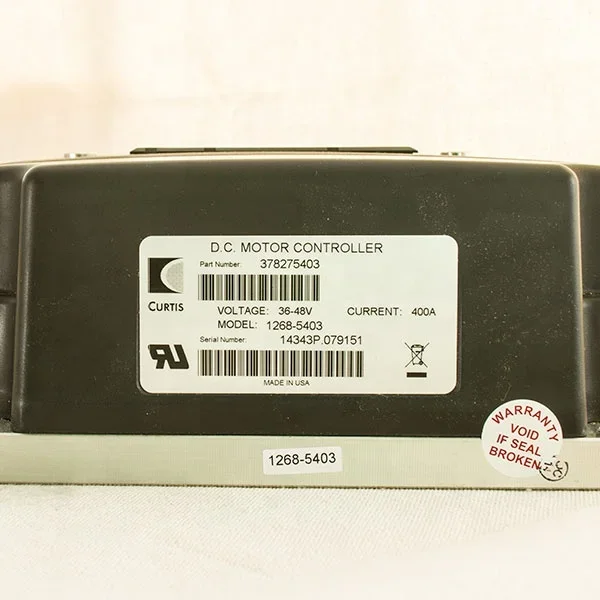 D.C. MOTOR CONTROLLER
Part Number: 378275403
CURTIS
VOLTAGE: 36-48V CURRENT: 400A
MODEL: 1268-5403
Serial Number: 14343P.079151
MADE IN USA
WARRANTY
VOID
IF SEAL
BROKEN
1268-5403